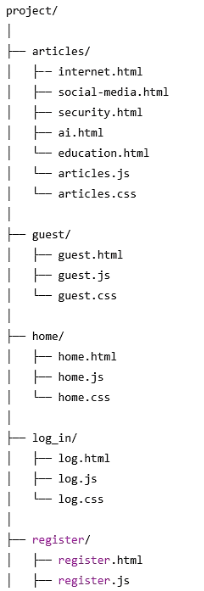 project/
│
├── articles/
│   ├── internet.html
│   ├── social-media.html
│   ├── security.html
│   ├── ai.html
│   └── education.html
│   └── articles.js
│   └── articles.css
│
├── guest/
│   ├── guest.html
│   ├── guest.js
│   └── guest.css
│
├── home/
│   ├── home.html
│   ├── home.js
│   └── home.css
│
├── log_in/
│   ├── log.html
│   ├── log.js
│   └── log.css
│
├── register/
│   ├── register.html
│   ├── register.js